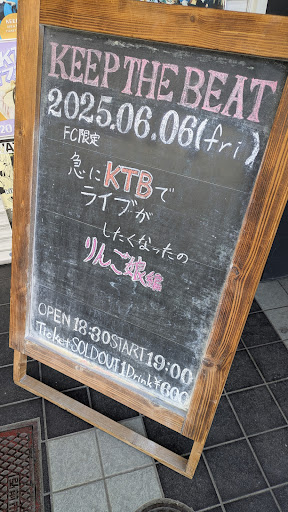 KEEP THE BEAT
2025.06.06(fri)
FC限定
急にKTBで
ライブが
したくなったの
りんご娘編
OPEN 18:30 START 19:00
Ticket SOLDOUT 1Drink ¥600